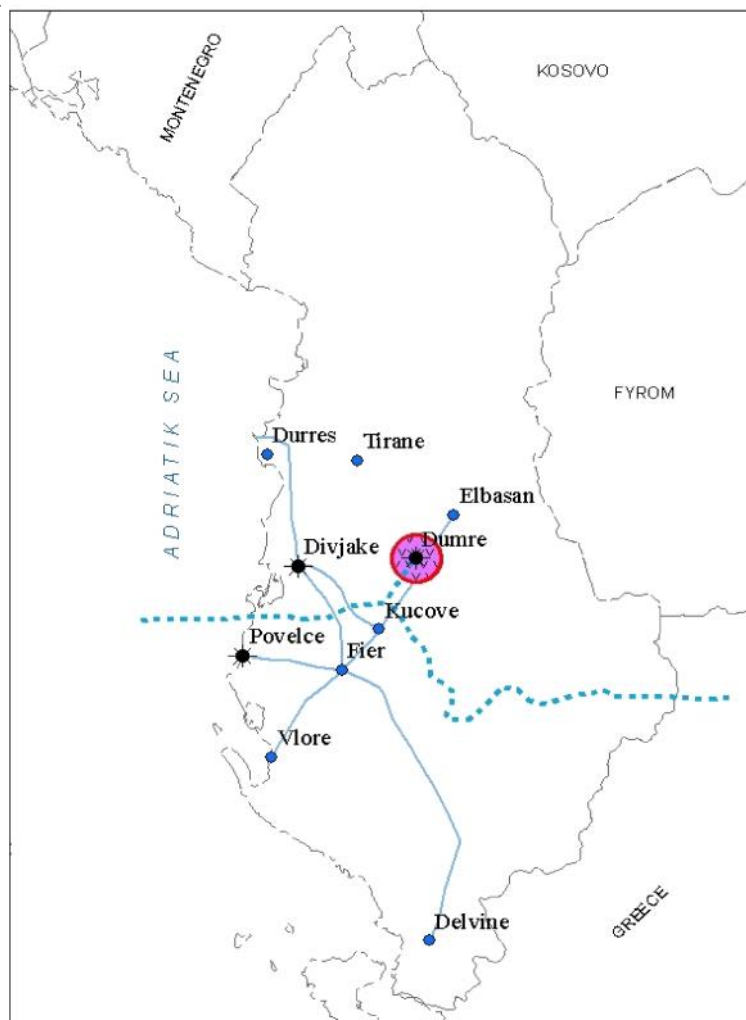 MONTENEGRO
KOSOVO
ADRIATIK SEA
FYROM
Durres
Tirane
Elbasan
Divjake
Dumre
Kucove
Povelce
Fier
Vlore
Delvine
GREECE